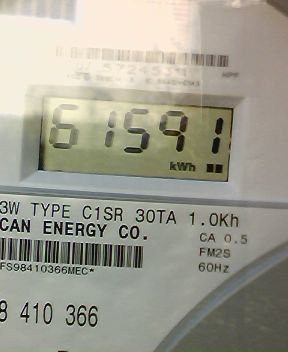 61591
kWh
3W TYPE C1SR 30TA 1.0Kh
CAN ENERGY CO.
CA 0.5
FM2S
60Hz
FS98410366MEC*
8 410 366